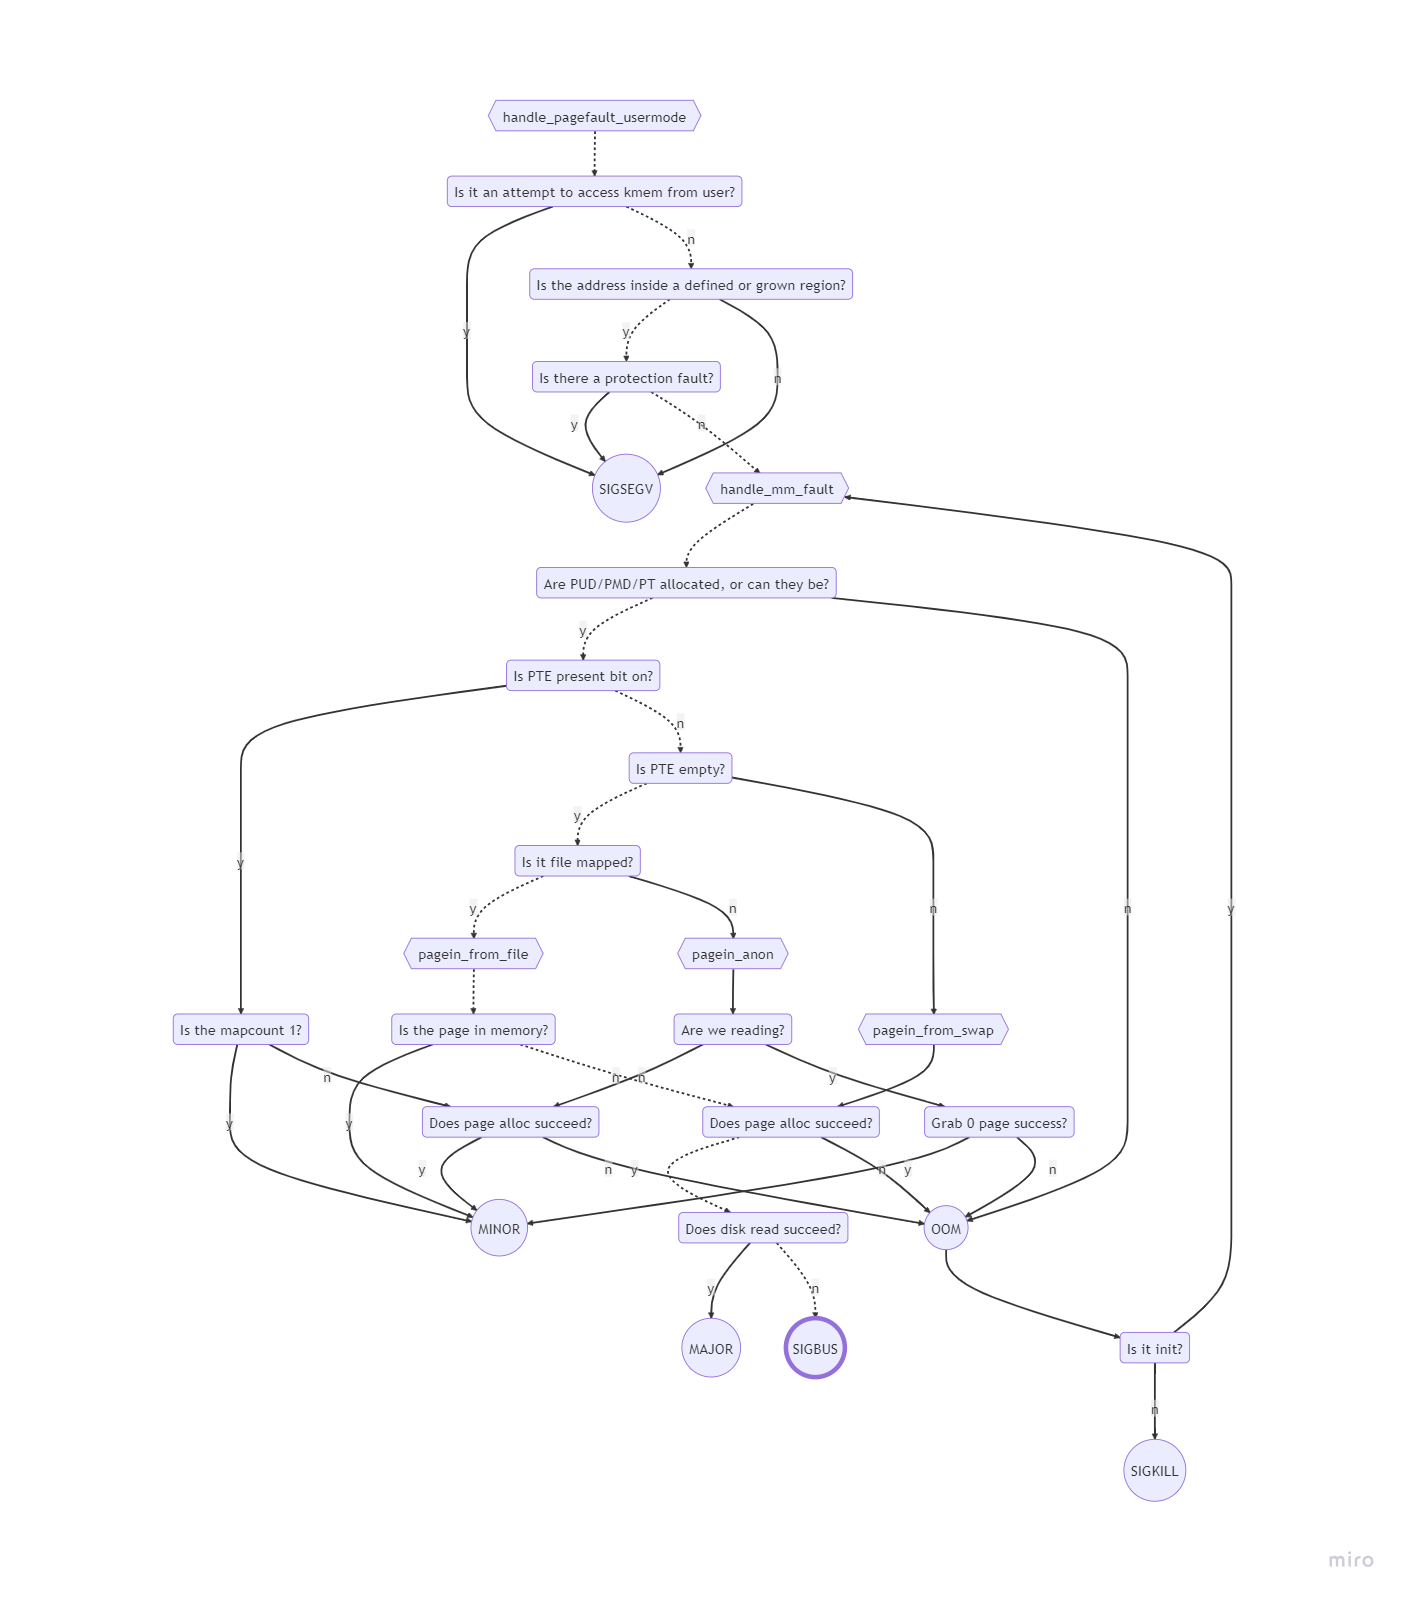 handle_pagefault_usermode
Is it an attempt to access kmem from user?
n
Is the address inside a defined or grown region?
y
y
Is there a protection fault?
n
y
n
SIGSEGV
handle_mm_fault
Are PUD/PMD/PT allocated, or can they be?
y
Is PTE present bit on?
n
Is PTE empty?
y
Is it file mapped?
y
y
n
n
n
y
pagein_from_file
pagein_anon
Is the mapcount 1?
Is the page in memory?
Are we reading?
pagein_from_swap
n
n
n
y
y
y
Does page alloc succeed?
Does page alloc succeed?
Grab 0 page success?
y
n
y
n
y
n
MINOR
Does disk read succeed?
OOM
y
n
MAJOR
SIGBUS
Is it init?
n
SIGKILL
miro